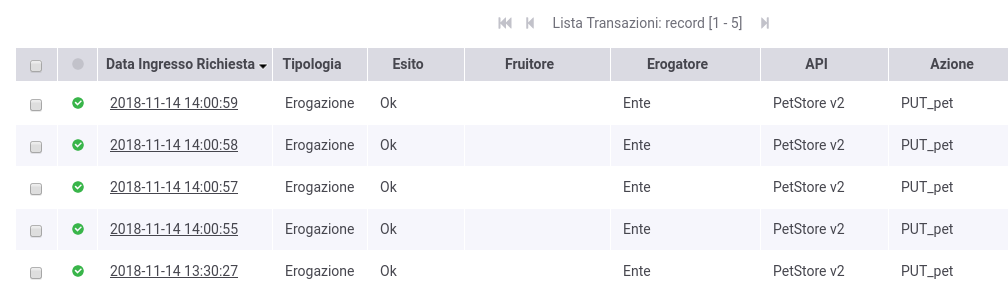 Lista Transazioni: record [1 - 5]
Data Ingresso Richiesta Tipologia Esito Fruitore Erogatore API Azione
2018-11-14 14:00:59 Erogazione Ok Ente PetStore v2 PUT_pet
2018-11-14 14:00:58 Erogazione Ok Ente PetStore v2 PUT_pet
2018-11-14 14:00:57 Erogazione Ok Ente PetStore v2 PUT_pet
2018-11-14 14:00:55 Erogazione Ok Ente PetStore v2 PUT_pet
2018-11-14 13:30:27 Erogazione Ok Ente PetStore v2 PUT_pet